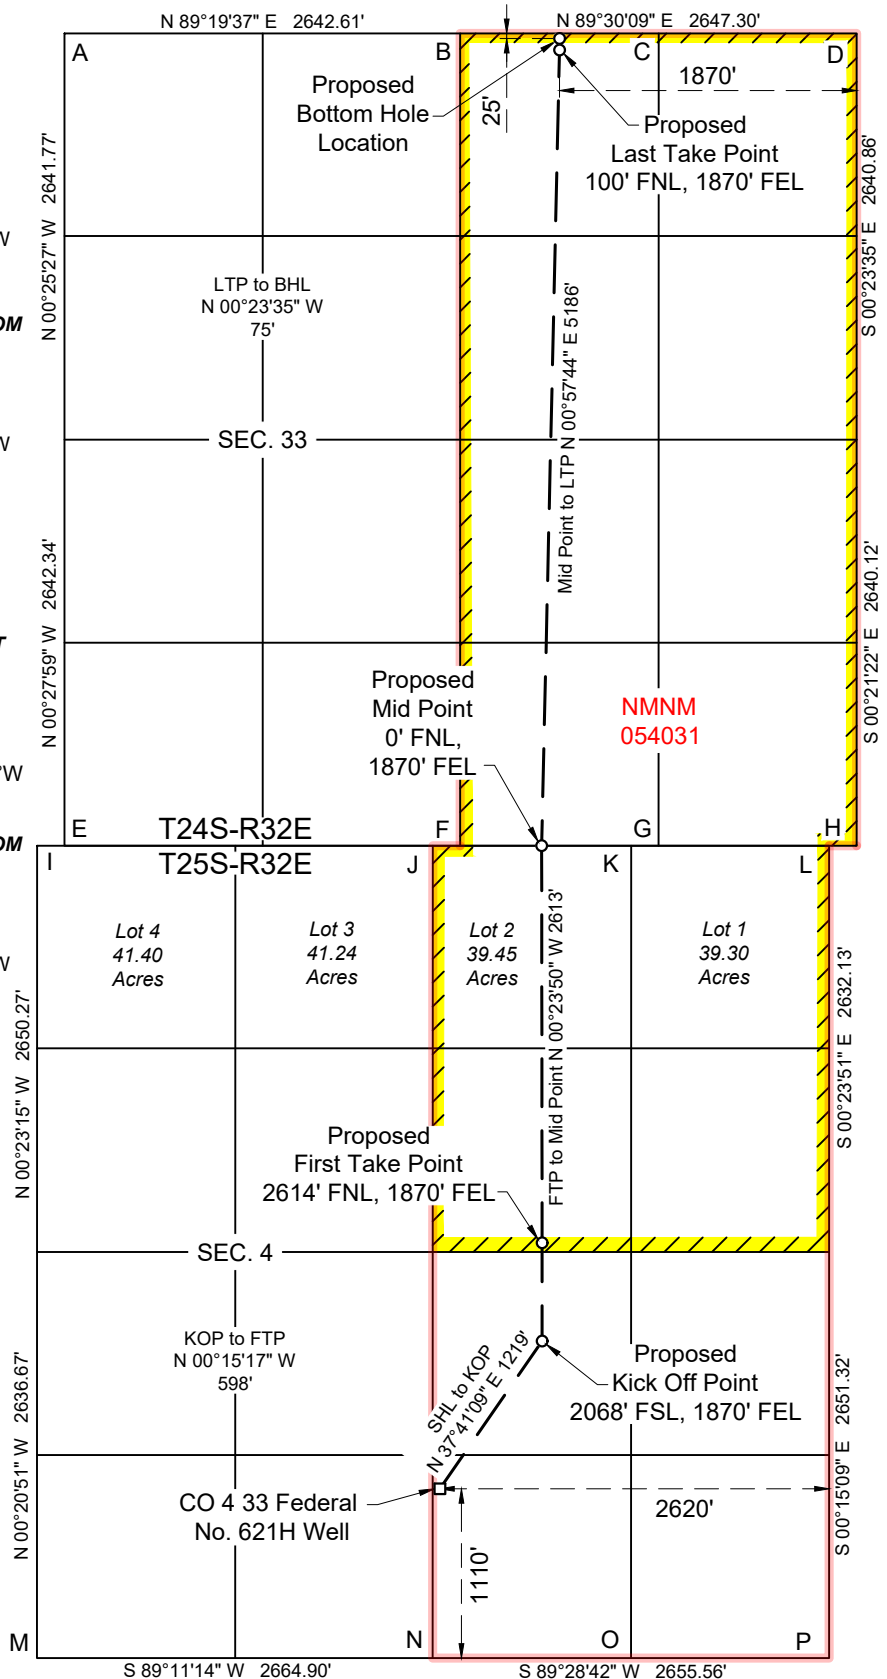 N 89°19'37" E 2642.61'
N 89°30'09" E 2647.30'
A
B
C
D
Proposed
Bottom Hole
Location
25'
1870'
Proposed
Last Take Point
100' FNL, 1870' FEL
N 00°25'27" W 2641.77'
S 00°23'35" E 2640.86'
W
LTP to BHL
N 00°23'35" W
75'
OM
Mid Point to LTP N 00°57'44" E 5186'
SEC. 33
W
N 00°27'59" W 2642.34'
S 00°21'22" E 2640.12'
T
Proposed
Mid Point
0' FNL,
1870' FEL
NMNM
054031
°W
E
T24S-R32E
F
G
H
OM
I
T25S-R32E
J
K
L
Lot 4
41.40
Acres
Lot 3
41.24
Acres
Lot 2
39.45
Acres
Lot 1
39.30
Acres
W
N 00°23'15" W 2650.27'
FTP to Mid Point N 00°23'50" W 2613'
S 00°23'51" E 2632.13'
Proposed
First Take Point
2614' FNL, 1870' FEL
SEC. 4
KOP to FTP
N 00°15'17" W
598'
SHL to KOP
N 37°41'09" E 1219'
Proposed
Kick Off Point
2068' FSL, 1870' FEL
N 00°20'51" W 2636.67'
S 00°15'09" E 2651.32'
CO 4 33 Federal
No. 621H Well
2620'
1110'
M
N
O
P
S 89°11'14" W 2664.90'
S 89°28'42" W 2655.56'